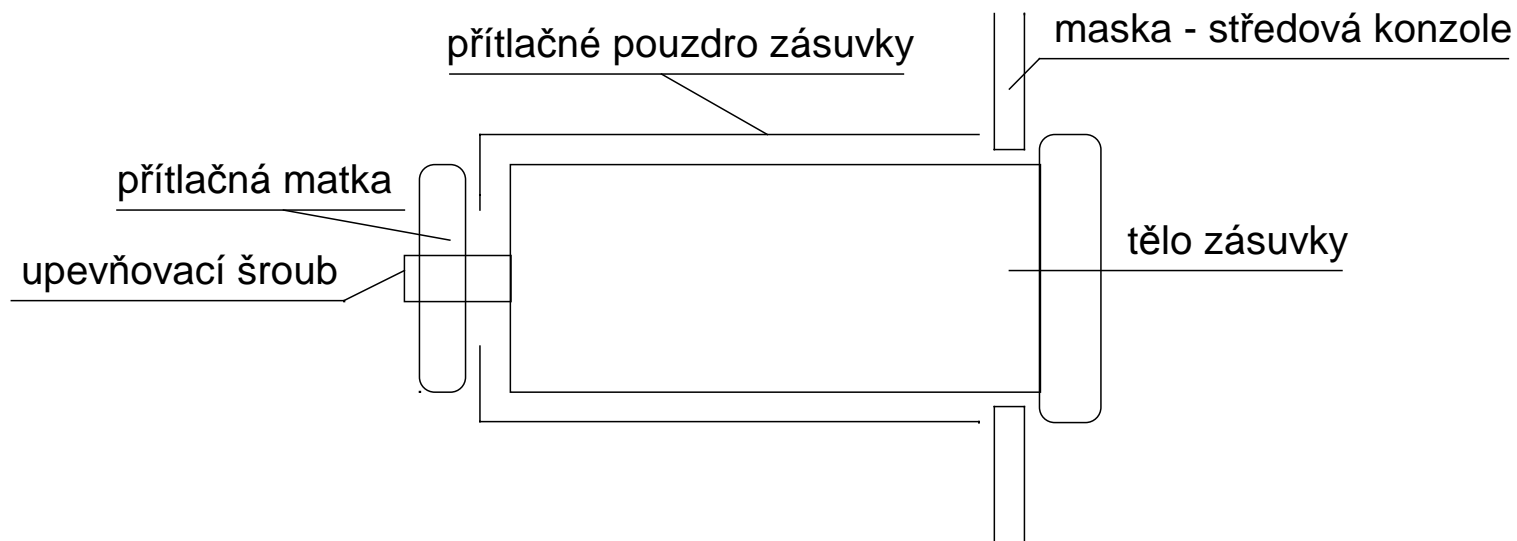 maska - středová konzole
přítlačné pouzdro zásuvky
přítlačná matka
tělo zásuvky
upevňovací šroub